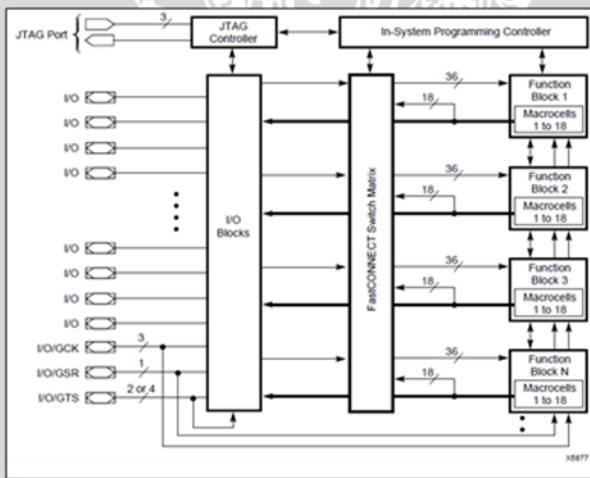 3
JTAG Port
JTAG
Controller
In-System Programming Controller
I/O
I/O
I/O
I/O
I/O
I/O
I/O
I/O
I/O/GCK
3
I/O/GSR
1
I/O/GTS
2 or 4
I/O
Blocks
FastCONNECT Switch Matrix
36
18
Function
Block 1
Macrocells
1 to 18
36
18
Function
Block 2
Macrocells
1 to 18
36
18
Function
Block 3
Macrocells
1 to 18
36
18
Function
Block N
Macrocells
1 to 18
X5877